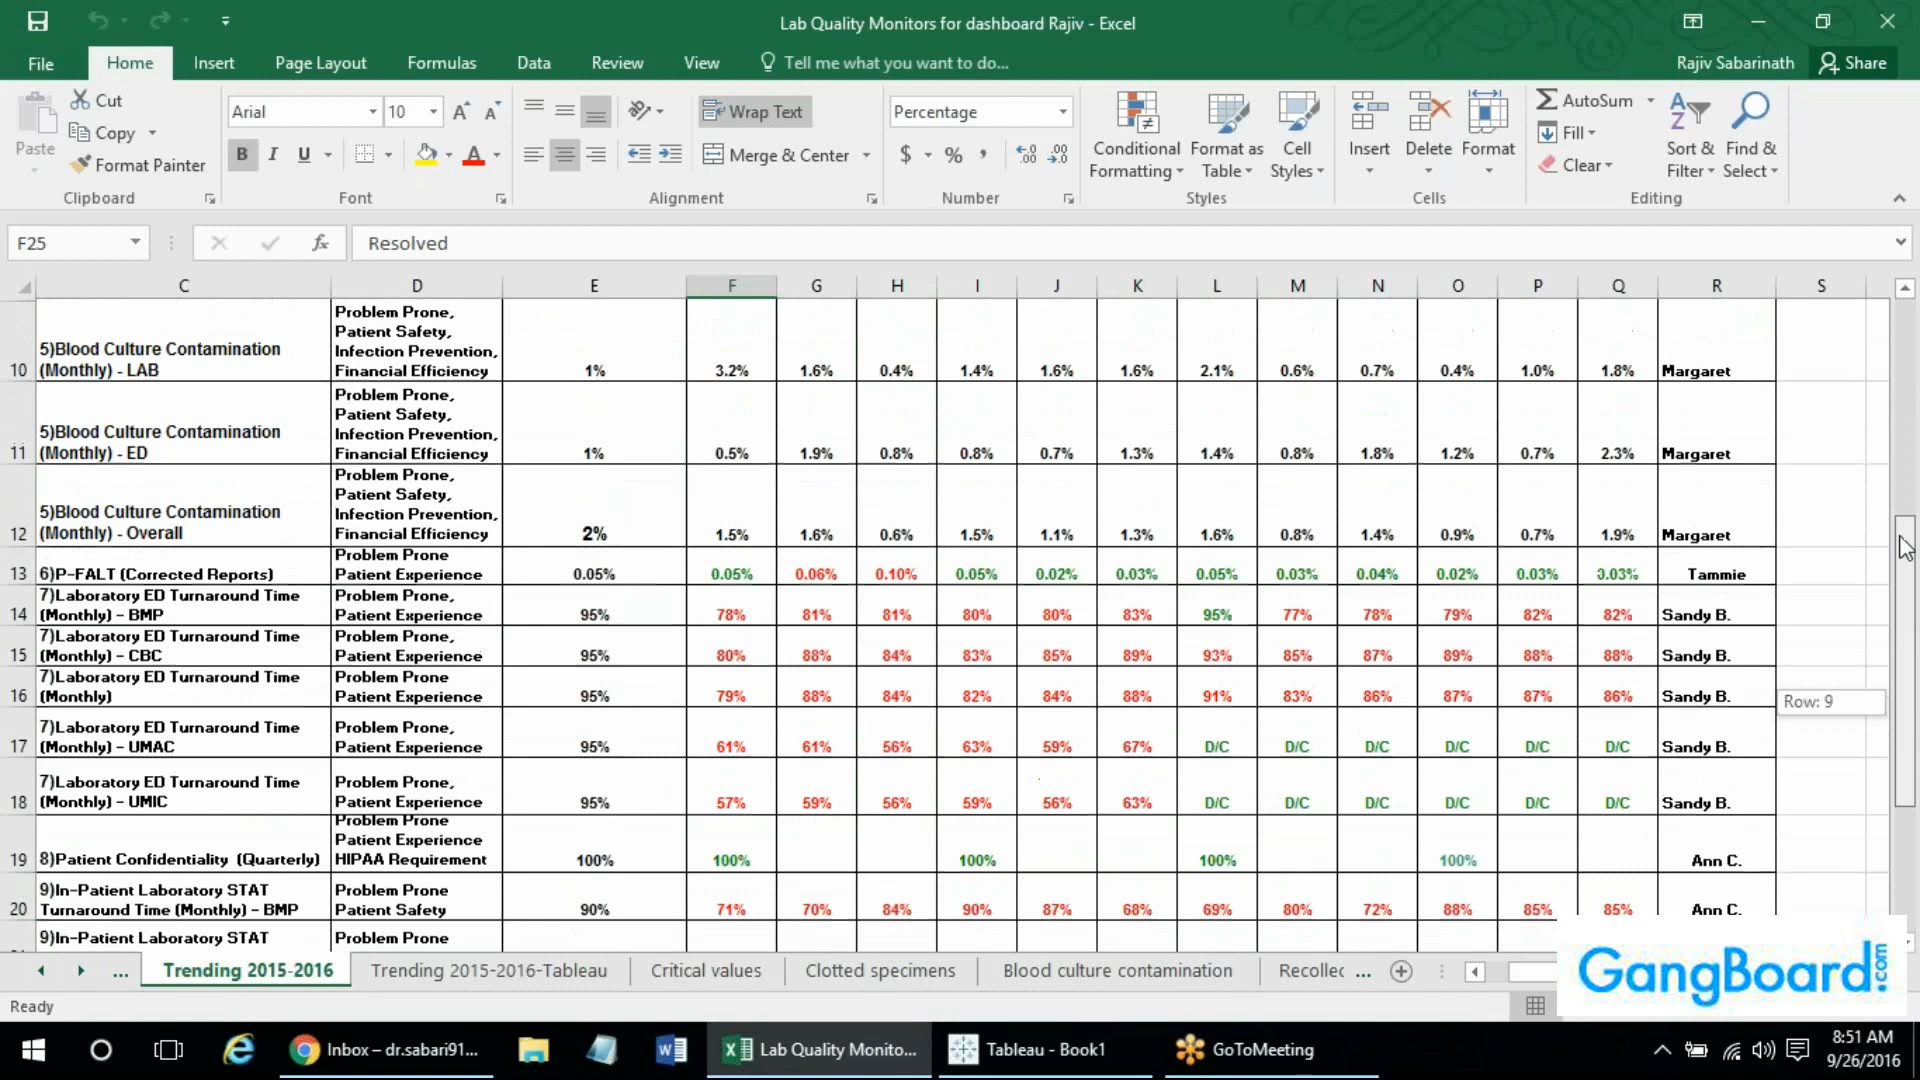 Lab Quality Monitors for dashboard Rajiv - Excel
File Home Insert Page Layout Formulas Data Review View Tell me what you want to do... Rajiv Sabarinath Share
Cut Arial 10 Wrap Text Percentage AutoSum
Paste Copy Conditional Formatting Format as Table Cell Styles Insert Delete Format Fill Sort & Filter Find & Select
Format Painter B I U Merge & Center $ % , Clear
Clipboard Font Alignment Number Styles Cells Editing
F25 fx Resolved
C D E F G H I J K L M N O P Q R S
10 5)Blood Culture Contamination (Monthly) - LAB Problem Prone, Patient Safety, Infection Prevention, Financial Efficiency 1% 3.2% 1.6% 0.4% 1.4% 1.6% 1.6% 2.1% 0.6% 0.7% 0.4% 1.0% 1.8% Margaret
11 5)Blood Culture Contamination (Monthly) - ED Problem Prone, Patient Safety, Infection Prevention, Financial Efficiency 1% 0.5% 1.9% 0.8% 0.8% 0.7% 1.3% 1.4% 0.8% 1.8% 1.2% 0.7% 2.3% Margaret
12 5)Blood Culture Contamination (Monthly) - Overall Problem Prone, Patient Safety, Infection Prevention, Financial Efficiency 2% 1.5% 1.6% 0.6% 1.5% 1.1% 1.3% 1.6% 0.8% 1.4% 0.9% 0.7% 1.9% Margaret
13 6)P-FALT (Corrected Reports) Problem Prone Patient Experience 0.05% 0.05% 0.06% 0.10% 0.05% 0.02% 0.03% 0.05% 0.03% 0.04% 0.02% 0.03% 0.03% Tammie
14 7)Laboratory ED Turnaround Time (Monthly) - BMP Problem Prone, Patient Experience 95% 78% 81% 81% 80% 80% 83% 95% 77% 78% 79% 82% 82% Sandy B.
15 7)Laboratory ED Turnaround Time (Monthly) - CBC Problem Prone, Patient Experience 95% 80% 88% 84% 83% 85% 89% 93% 85% 87% 89% 88% 88% Sandy B.
16 7)Laboratory ED Turnaround Time (Monthly) Problem Prone Patient Experience 95% 79% 88% 84% 82% 84% 88% 91% 83% 86% 87% 87% 86% Sandy B.
Row: 9
17 7)Laboratory ED Turnaround Time (Monthly) - UMAC Problem Prone, Patient Experience 95% 61% 61% 56% 63% 59% 67% D/C D/C D/C D/C D/C D/C Sandy B.
18 7)Laboratory ED Turnaround Time (Monthly) - UMIC Problem Prone, Patient Experience 95% 57% 59% 56% 59% 56% 63% D/C D/C D/C D/C D/C D/C Sandy B.
19 8)Patient Confidentiality (Quarterly) Problem Prone Patient Experience HIPAA Requirement 100% 100% 100% 100% 100% Ann C.
20 9)In-Patient Laboratory STAT Turnaround Time (Monthly) - BMP Problem Prone Patient Safety 90% 71% 70% 84% 90% 87% 68% 69% 80% 72% 88% 85% 85% Ann C.
9)In-Patient Laboratory STAT Problem Prone
... Trending 2015-2016 Trending 2015-2016-Tableau Critical values Clotted specimens Blood culture contamination Recollec ...
GangBoard.com
Ready
Inbox – dr.sabari91... Lab Quality Monito... Tableau - Book1 GoToMeeting 8:51 AM
9/26/2016